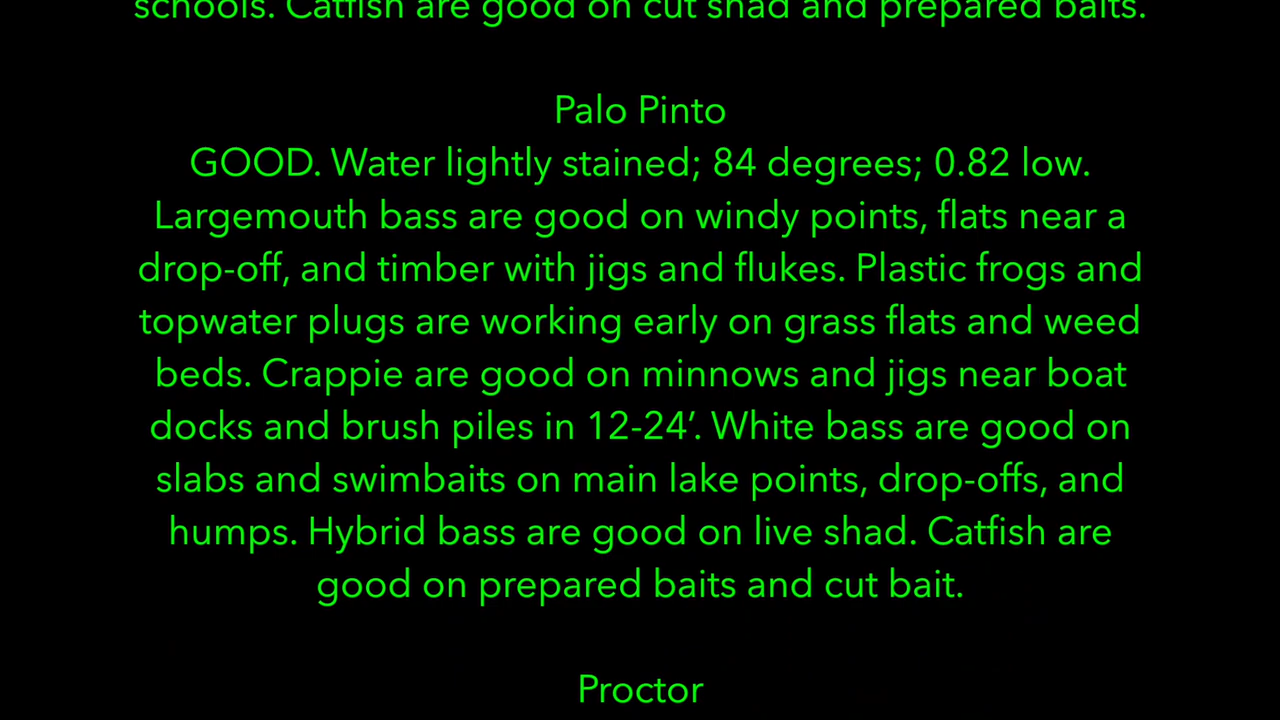 schools. Catfish are good on cut shad and prepared baits.
Palo Pinto
GOOD. Water lightly stained; 84 degrees; 0.82 low.
Largemouth bass are good on windy points, flats near a
drop-off, and timber with jigs and flukes. Plastic frogs and
topwater plugs are working early on grass flats and weed
beds. Crappie are good on minnows and jigs near boat
docks and brush piles in 12-24’. White bass are good on
slabs and swimbaits on main lake points, drop-offs, and
humps. Hybrid bass are good on live shad. Catfish are
good on prepared baits and cut bait.
Proctor